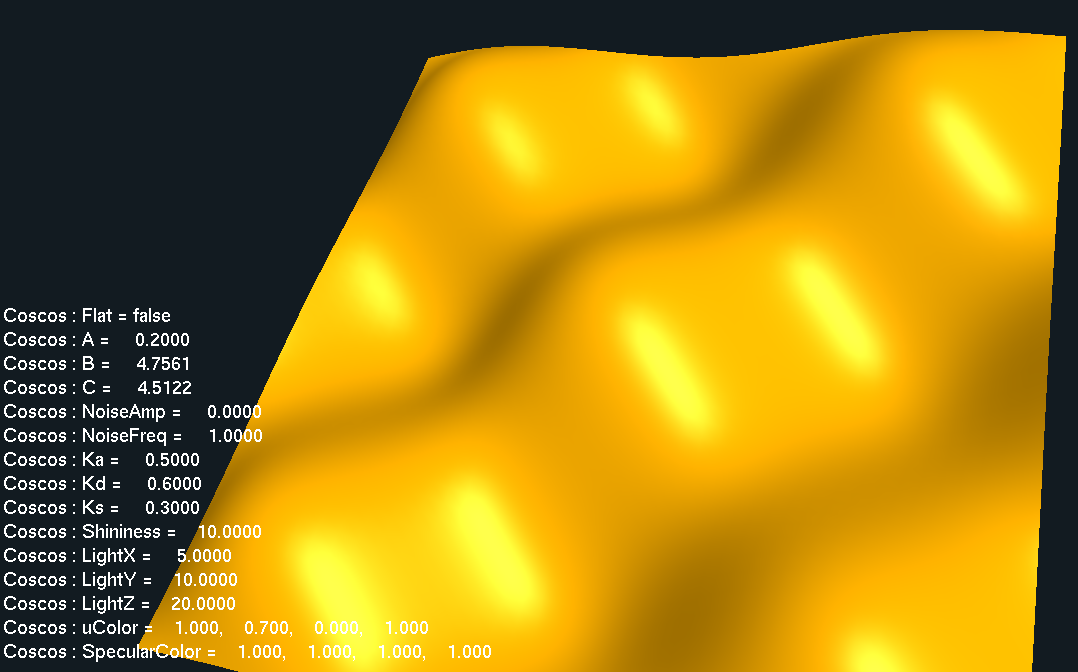 Coscos : Flat = false
Coscos : A = 0.2000
Coscos : B = 4.7561
Coscos : C = 4.5122
Coscos : NoiseAmp = 0.0000
Coscos : NoiseFreq = 1.0000
Coscos : Ka = 0.5000
Coscos : Kd = 0.6000
Coscos : Ks = 0.3000
Coscos : Shininess = 10.0000
Coscos : LightX = 5.0000
Coscos : LightY = 10.0000
Coscos : LightZ = 20.0000
Coscos : uColor = 1.000, 0.700, 0.000, 1.000
Coscos : SpecularColor = 1.000, 1.000, 1.000, 1.000